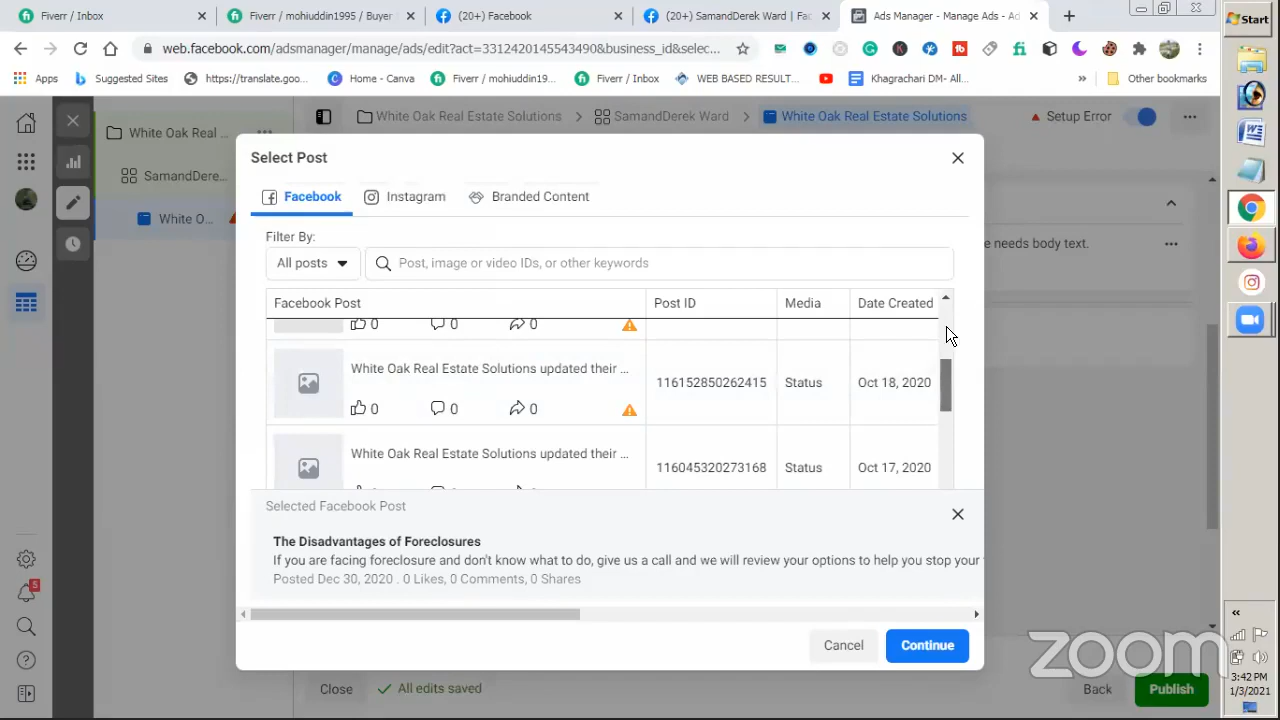 Fiverr / Inbox
Fiverr / mohiuddin1995 / Buyer
(20+) Facebook
(20+) SamandDerek Ward | Fac
Ads Manager - Manage Ads - Ad
Start
web.facebook.com/adsmanager/manage/ads/edit?act=3312420145543490&business_id&selec...
Apps
Suggested Sites
https://translate.goo...
Home - Canva
Fiverr / mohiuddin19...
Fiverr / Inbox
WEB BASED RESULT...
Khagrachari DM- All...
»
Other bookmarks
White Oak Real ...
White Oak Real Estate Solutions
SamandDerek Ward
White Oak Real Estate Solutions
Setup Error
SamandDere...
White O...
Select Post
Facebook
Instagram
Branded Content
e needs body text.
Filter By:
All posts
Post, image or video IDs, or other keywords
Facebook Post
Post ID
Media
Date Created
0
0
0
White Oak Real Estate Solutions updated their ...
0
0
0
116152850262415
Status
Oct 18, 2020
White Oak Real Estate Solutions updated their ...
116045320273168
Status
Oct 17, 2020
Selected Facebook Post
The Disadvantages of Foreclosures
If you are facing foreclosure and don't know what to do, give us a call and we will review your options to help you stop your
Posted Dec 30, 2020 . 0 Likes, 0 Comments, 0 Shares
5
Cancel
Continue
Close
All edits saved
Back
Publish
zoom
«
3:42 PM
1/3/2021